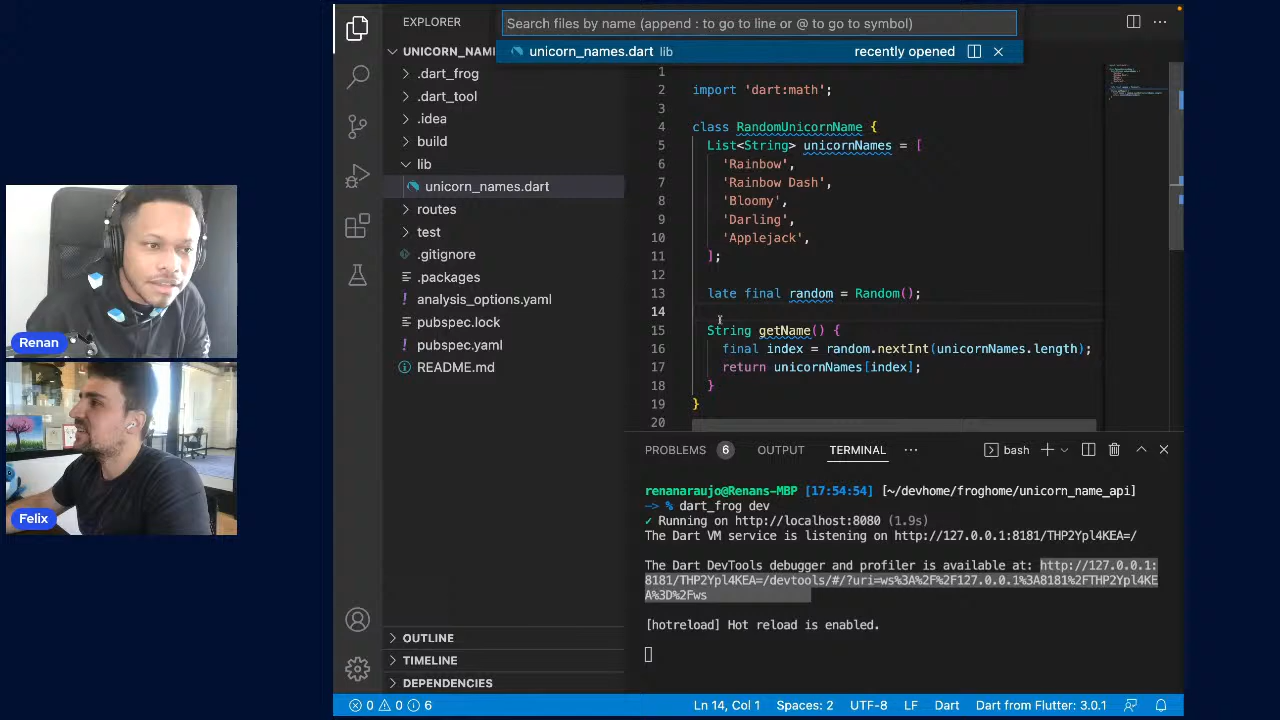 EXPLORER
Search files by name (append : to go to line or @ to go to symbol)
unicorn_names.dart lib recently opened
UNICORN_NAM
.dart_frog
.dart_tool
.idea
build
lib
unicorn_names.dart
routes
test
.gitignore
.packages
analysis_options.yaml
pubspec.lock
pubspec.yaml
README.md
OUTLINE
TIMELINE
DEPENDENCIES
1
2 import 'dart:math';
3
4 class RandomUnicornName {
5 List<String> unicornNames = [
6 'Rainbow',
7 'Rainbow Dash',
8 'Bloomy',
9 'Darling',
10 'Applejack',
11 ];
12
13 late final random = Random();
14
15 String getName() {
16 final index = random.nextInt(unicornNames.length);
17 return unicornNames[index];
18 }
19 }
20
PROBLEMS 6 OUTPUT TERMINAL ··· bash
renanaraujo@Renans-MBP [17:54:54] [~/devhome/froghome/unicorn_name_api]
-> % dart_frog dev
✓ Running on http://localhost:8080 (1.9s)
The Dart VM service is listening on http://127.0.0.1:8181/THP2Ypl4KEA=/
The Dart DevTools debugger and profiler is available at: http://127.0.0.1:
8181/THP2Ypl4KEA=/devtools/#/?uri=ws%3A%2F%2F127.0.0.1%3A8181%2FTHP2Ypl4KE
A%3D%2Fws
[hotreload] Hot reload is enabled.
0 0 6 Ln 14, Col 1 Spaces: 2 UTF-8 LF Dart Dart from Flutter: 3.0.1
Renan
Felix